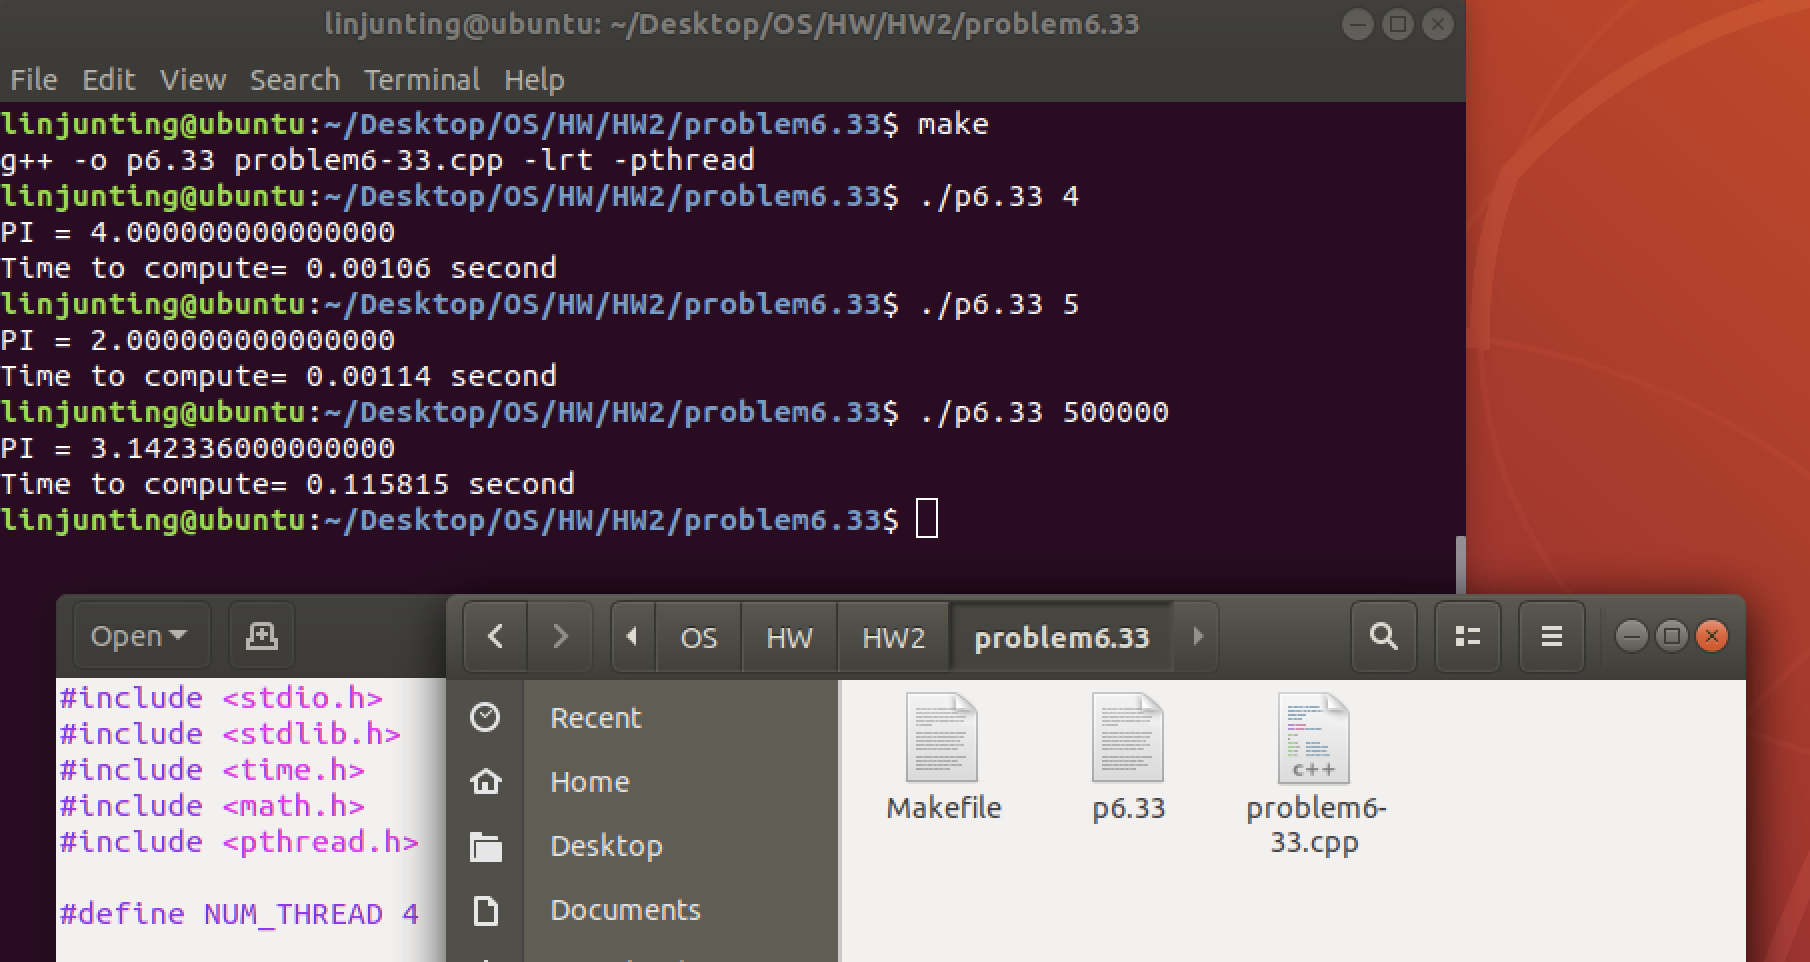 linjunting@ubuntu: ~/Desktop/OS/HW/HW2/problem6.33
File Edit View Search Terminal Help
linjunting@ubuntu:~/Desktop/OS/HW/HW2/problem6.33$ make
g++ -o p6.33 problem6-33.cpp -lrt -pthread
linjunting@ubuntu:~/Desktop/OS/HW/HW2/problem6.33$ ./p6.33 4
PI = 4.000000000000000
Time to compute= 0.00106 second
linjunting@ubuntu:~/Desktop/OS/HW/HW2/problem6.33$ ./p6.33 5
PI = 2.000000000000000
Time to compute= 0.00114 second
linjunting@ubuntu:~/Desktop/OS/HW/HW2/problem6.33$ ./p6.33 500000
PI = 3.142336000000000
Time to compute= 0.115815 second
linjunting@ubuntu:~/Desktop/OS/HW/HW2/problem6.33$
Open
OS HW HW2 problem6.33
#include <stdio.h>
#include <stdlib.h>
#include <time.h>
#include <math.h>
#include <pthread.h>
#define NUM_THREAD 4
Recent
Home
Desktop
Documents
Makefile
p6.33
c++
problem6-
33.cpp